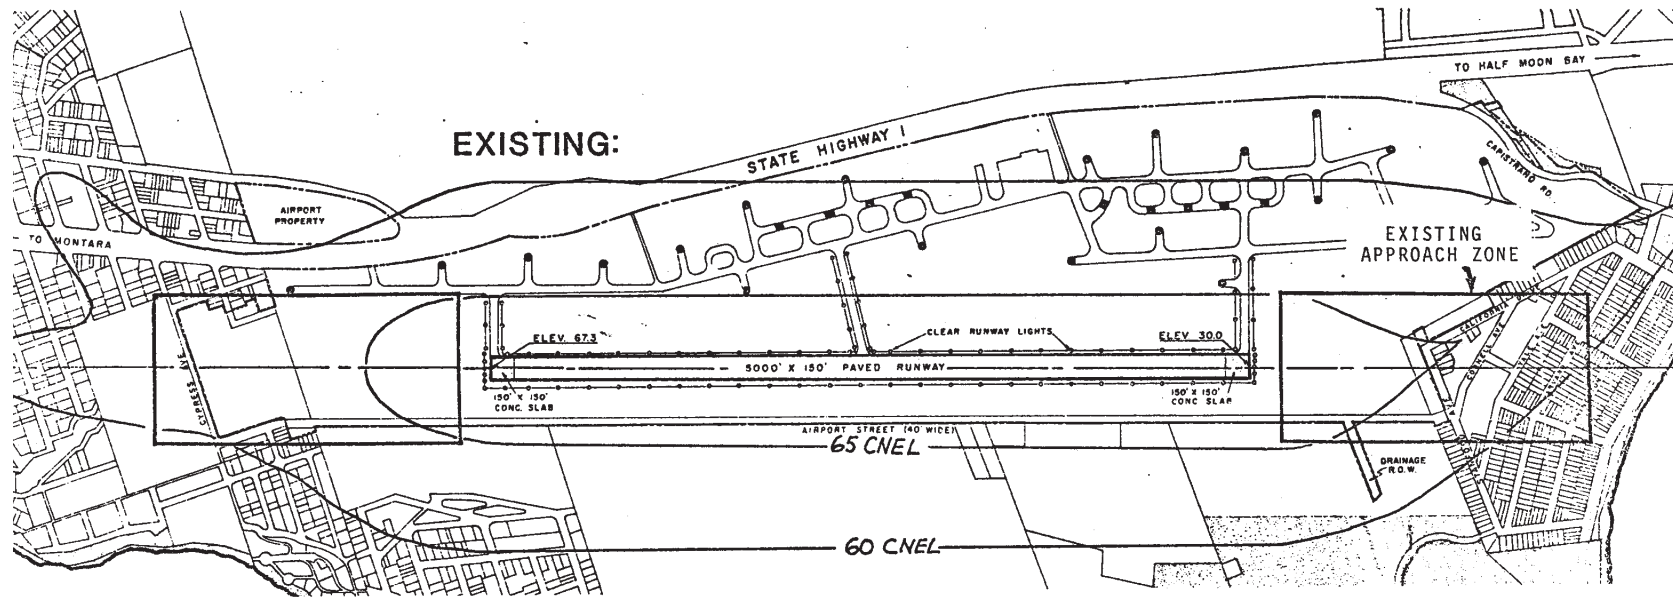 TO HALF MOON BAY
EXISTING:
STATE HIGHWAY 1
CAPISTRANO RD.
AIRPORT
PROPERTY
TO MONTARA
EXISTING
APPROACH ZONE
CLEAR RUNWAY LIGHTS
ELEV. 67.3
ELEV. 30.0
CALIFORNIA
CYPRESS AVE.
5000' X 150' PAVED RUNWAY
150' X 150'
CONC. SLAB
150' X 150'
CONC SLAB
AIRPORT STREET (40' WIDE)
65 CNEL
DRAINAGE
R.O.W.
60 CNEL